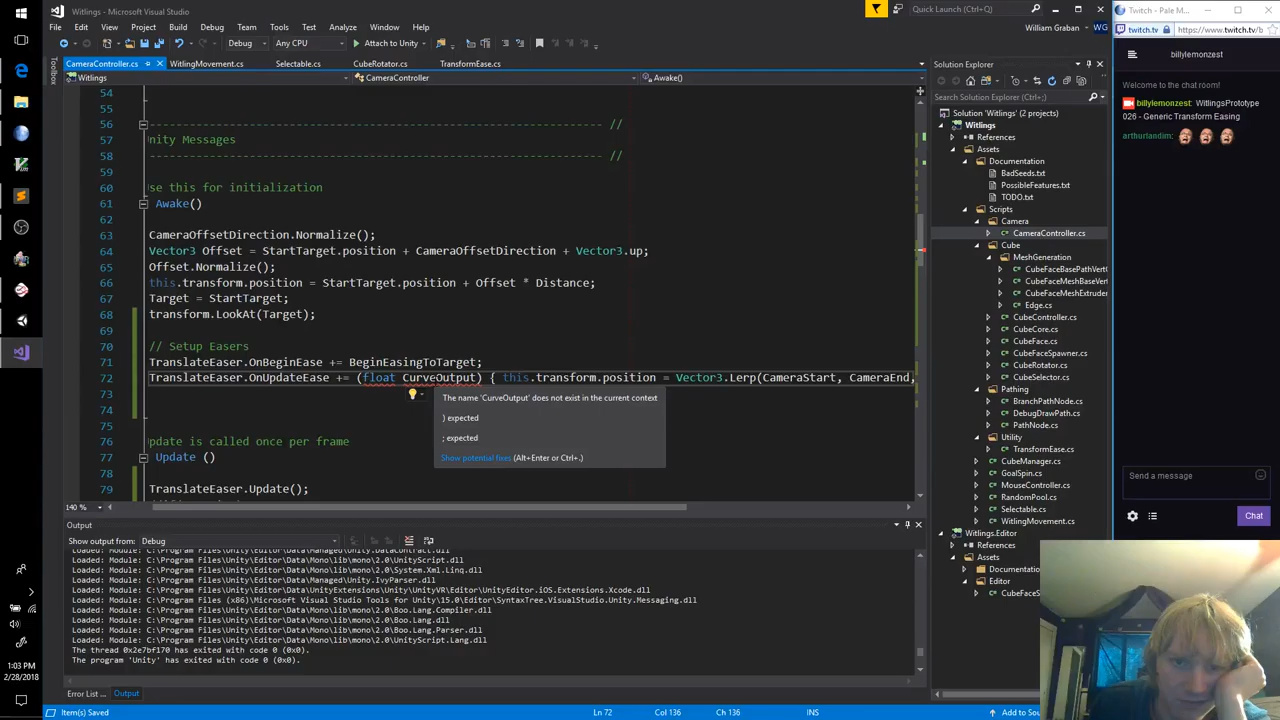 Witlings - Microsoft Visual Studio
Quick Launch (Ctrl+Q)
File Edit View Project Build Debug Team Tools Test Analyze Window Help
William Graban WG
Debug Any CPU Attach to Unity
CameraController.cs WitlingMovement.cs Selectable.cs CubeRotator.cs TransformEase.cs
Witlings CameraController Awake()
Toolbox
54
55
56 ---------------------------------------------------------------------- //
57 nity Messages
58 ---------------------------------------------------------------------- //
59
60 se this for initialization
61 Awake()
62
63 CameraOffsetDirection.Normalize();
64 Vector3 Offset = StartTarget.position + CameraOffsetDirection + Vector3.up;
65 Offset.Normalize();
66 this.transform.position = StartTarget.position + Offset * Distance;
67 Target = StartTarget;
68 transform.LookAt(Target);
69
70 // Setup Easers
71 TranslateEaser.OnBeginEase += BeginEasingToTarget;
72 TranslateEaser.OnUpdateEase += (float CurveOutput) { this.transform.position = Vector3.Lerp(CameraStart, CameraEnd,
73
74
75
76 pdate is called once per frame
77 Update ()
78
79 TranslateEaser.Update();
The name 'CurveOutput' does not exist in the current context
) expected
; expected
Show potential fixes (Alt+Enter or Ctrl+.)
140 %
Output
Show output from: Debug
Loaded: Module: C:\Program Files\Unity\Editor\Data\Managed\Unity.DataContract.dll
Loaded: Module: C:\Program Files\Unity\Editor\Data\Mono\lib\mono\2.0\UnityScript.dll
Loaded: Module: C:\Program Files\Unity\Editor\Data\Mono\lib\mono\2.0\System.Xml.Linq.dll
Loaded: Module: C:\Program Files\Unity\Editor\Data\Managed\Unity.IvyParser.dll
Loaded: Module: C:\Program Files\Unity\Editor\Data\UnityExtensions\Unity\UnityVR\Editor\UnityEditor.iOS.Extensions.Xcode.dll
Loaded: Module: C:\Program Files (x86)\Microsoft Visual Studio Tools for Unity\15.0\Editor\SyntaxTree.VisualStudio.Unity.Messaging.dll
Loaded: Module: C:\Program Files\Unity\Editor\Data\Mono\lib\mono\2.0\Boo.Lang.Compiler.dll
Loaded: Module: C:\Program Files\Unity\Editor\Data\Mono\lib\mono\2.0\Boo.Lang.dll
Loaded: Module: C:\Program Files\Unity\Editor\Data\Mono\lib\mono\2.0\Boo.Lang.Parser.dll
Loaded: Module: C:\Program Files\Unity\Editor\Data\Mono\lib\mono\2.0\UnityScript.Lang.dll
The thread 0x2e7bf170 has exited with code 0 (0x0).
The program 'Unity' has exited with code 0 (0x0).
Error List ... Output
Item(s) Saved Ln 72 Col 136 Ch 136 INS Add to Sou
1:03 PM
2/28/2018
Solution Explorer
Search Solution Explorer (Ctrl+;)
Solution 'Witlings' (2 projects)
Witlings
References
Assets
Documentation
BadSeeds.txt
PossibleFeatures.txt
TODO.txt
Scripts
Camera
CameraController.cs
Cube
MeshGeneration
CubeFaceBasePathVert
CubeFaceMeshBaseVert
CubeFaceMeshExtruder
Edge.cs
CubeController.cs
CubeCore.cs
CubeFace.cs
CubeFaceSpawner.cs
CubeRotator.cs
CubeSelector.cs
Pathing
BranchPathNode.cs
DebugDrawPath.cs
PathNode.cs
Utility
TransformEase.cs
CubeManager.cs
GoalSpin.cs
MouseController.cs
RandomPool.cs
Selectable.cs
WitlingMovement.cs
Witlings.Editor
References
Assets
Documentatio
Editor
CubeFaceS
Twitch - Pale M...
twitch.tv https://www.twitch.tv/b
billylemonzest
Welcome to the chat room!
billylemonzest: WitlingsPrototype
026 - Generic Transform Easing
arthurtandim:
Send a message
Chat